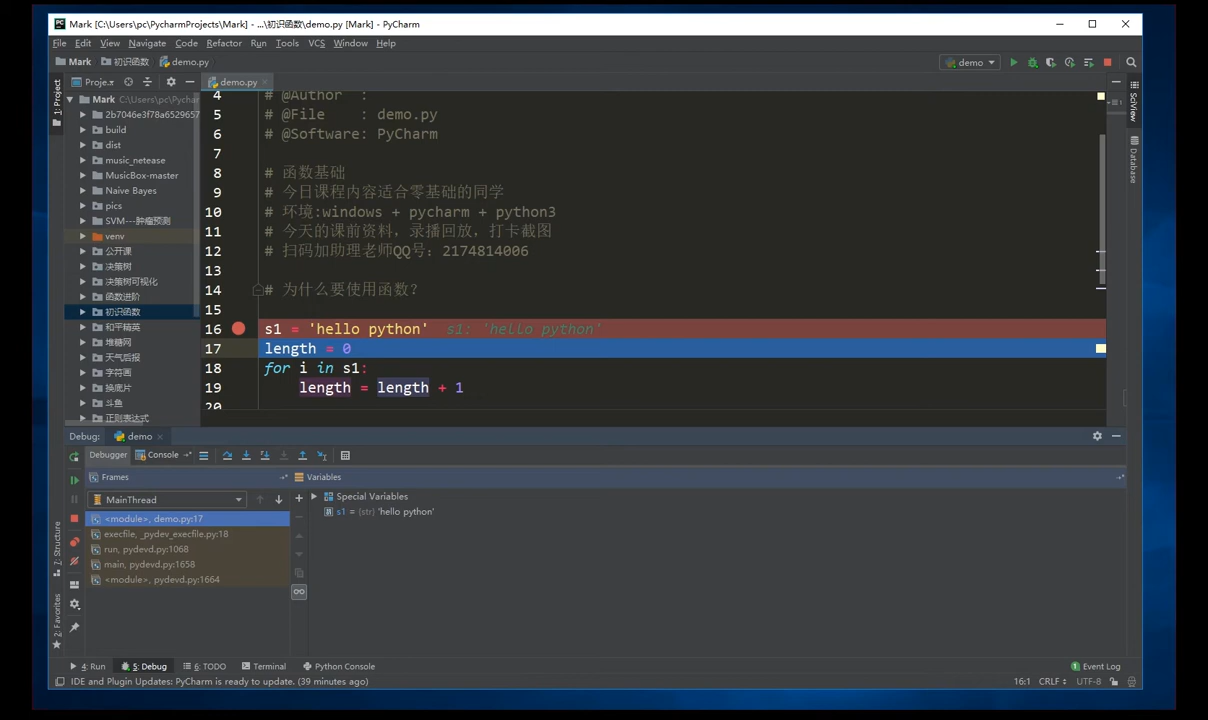 Mark [C:\Users\pc\PycharmProjects\Mark] - ...\初识函数\demo.py [Mark] - PyCharm
File Edit View Navigate Code Refactor Run Tools VCS Window Help
Mark 初识函数 demo.py demo
1: Project
Proje..
demo.py
Mark C:\Users\pc\Pychar
2b7046e3f78a6529657
build
dist
music_netease
MusicBox-master
Naive Bayes
pics
SVM---肿瘤预测
venv
公开课
决策树
决策树可视化
函数进阶
初识函数
和平精英
堆糖网
天气后报
字符画
换底片
斗鱼
正则表达式
4 # @Author :
5 # @File : demo.py
6 # @Software: PyCharm
7
8 # 函数基础
9 # 今日课程内容适合零基础的同学
10 # 环境:windows + pycharm + python3
11 # 今天的课前资料，录播回放，打卡截图
12 # 扫码加助理老师QQ号：2174814006
13
14 # 为什么要使用函数？
15
16 s1 = 'hello python' s1: 'hello python'
17 length = 0
18 for i in s1:
19 length = length + 1
20
SciView
Database
Debug: demo
Debugger Console
Frames
Variables
MainThread
<module>, demo.py:17
execfile, _pydev_execfile.py:18
run, pydevd.py:1068
main, pydevd.py:1658
<module>, pydevd.py:1664
Special Variables
s1 = {str} 'hello python'
7: Structure
2: Favorites
4: Run 5: Debug 6: TODO Terminal Python Console 1 Event Log
IDE and Plugin Updates: PyCharm is ready to update. (39 minutes ago) 16:1 CRLF UTF-8